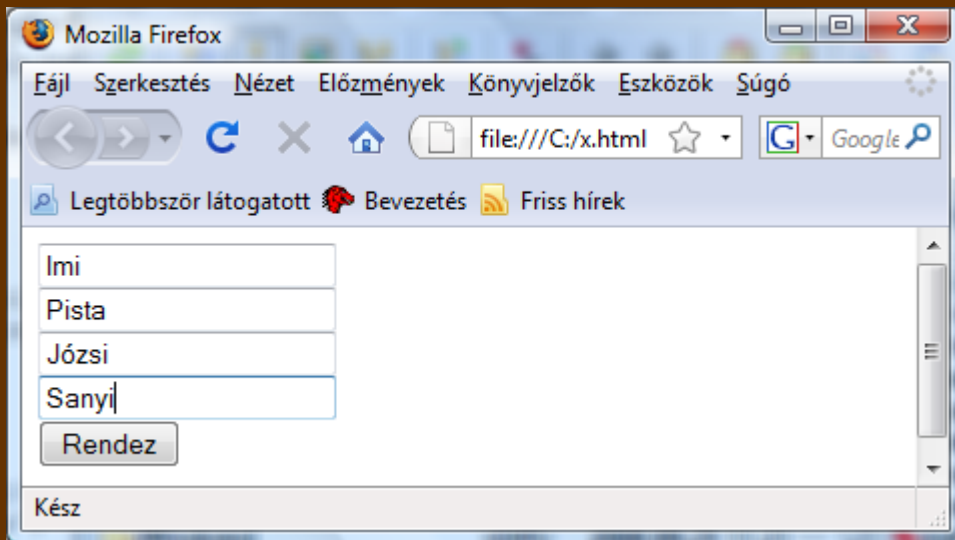 Mozilla Firefox
Fájl Szerkesztés Nézet Előzmények Könyvjelzők Eszközök Súgó
file:///C:/x.html G Google
Legtöbbször látogatott Bevezetés Friss hírek
Imi
Pista
Józsi
Sanyi
Rendez
Kész